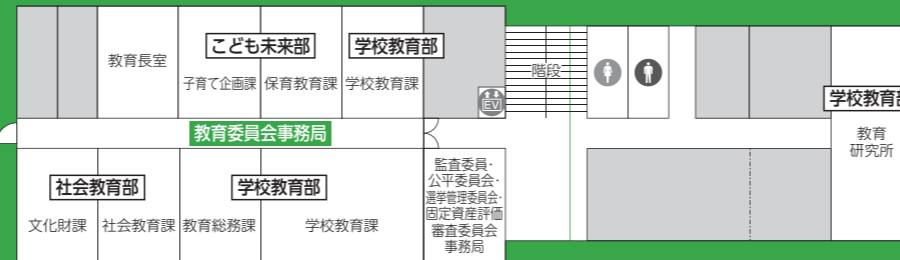 教育長室
こども未来部
子育て企画課
保育教育課
学校教育部
学校教育課
EV
階段
学校教育部
教育
研究所
教育委員会事務局
社会教育部
文化財課
社会教育課
学校教育部
教育総務課
学校教育課
監査委員・
公平委員会・
選挙管理委員会・
固定資産評価
審査委員会
事務局